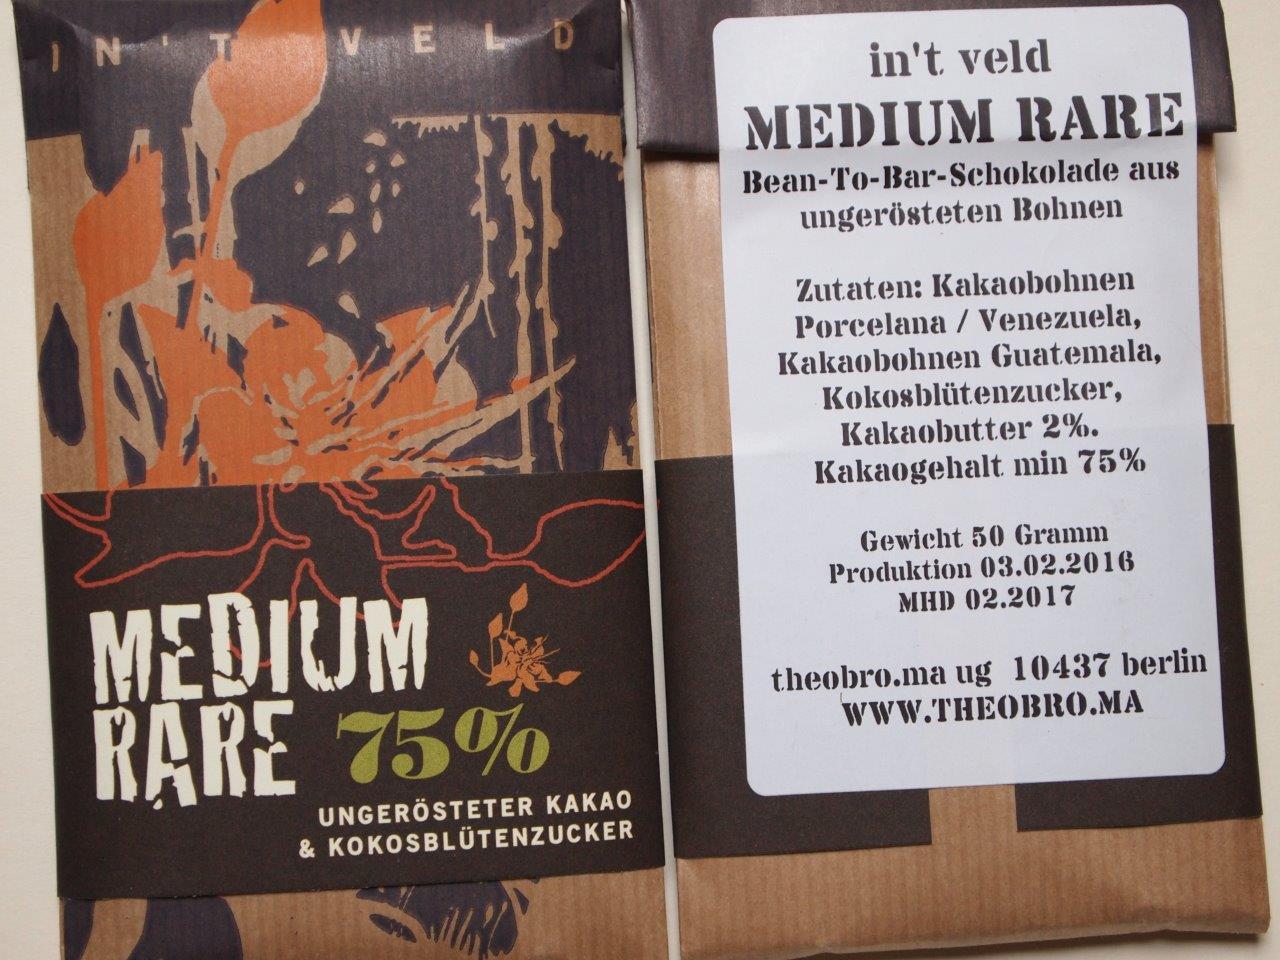 IN'T VELD
MEDIUM
RARE
75%
UNGERÖSTETER KAKAO
& KOKOSBLÜTENZUCKER
in't veld
MEDIUM RARE
Bean-To-Bar-Schokolade aus
ungerösteten Bohnen
Zutaten: Kakaobohnen
Porcelana / Venezuela,
Kakaobohnen Guatemala,
Kokosblütenzucker,
Kakaobutter 2%.
Kakaogehalt min 75%
Gewicht 50 Gramm
Produktion 03.02.2016
MHD 02.2017
theobro.ma ug 10437 berlin
WWW.THEOBRO.MA